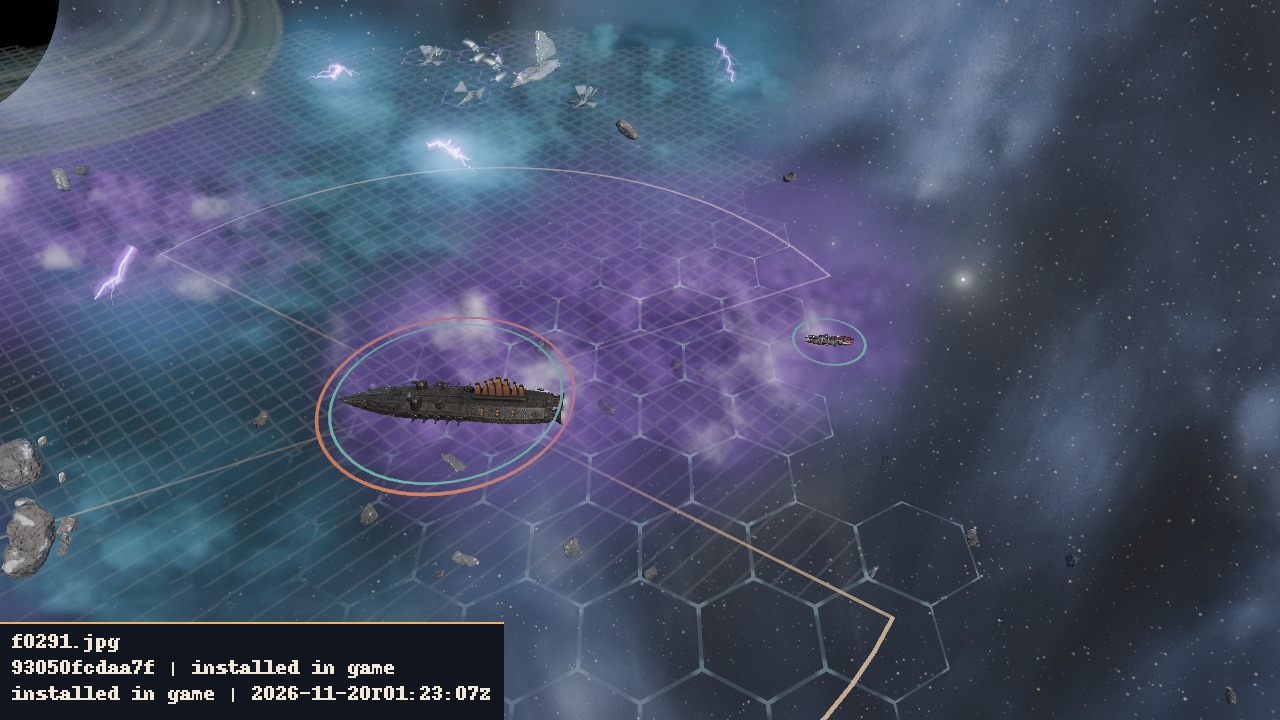 f0291.jpg
93050fcdaa7f | installed in game
installed in game | 2026-11-20T01:23:07Z